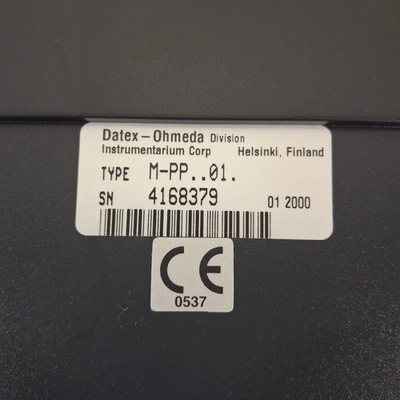 Datex-Ohmeda Division
Instrumentarium Corp Helsinki, Finland
TYPE M-PP..01.
SN 4168379 01 2000
CE
0537